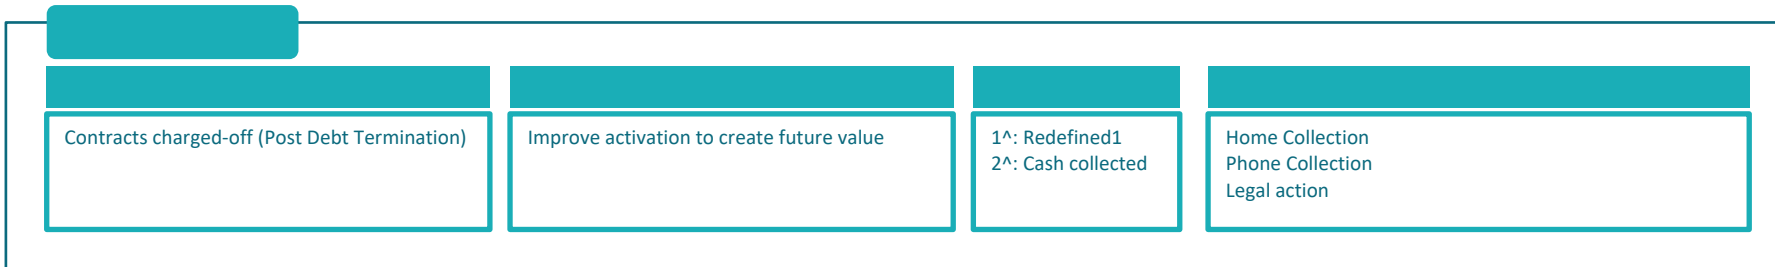 Contracts charged-off (Post Debt Termination)
Improve activation to create future value
1^: Redefined1
2^: Cash collected
Home Collection
Phone Collection
Legal action